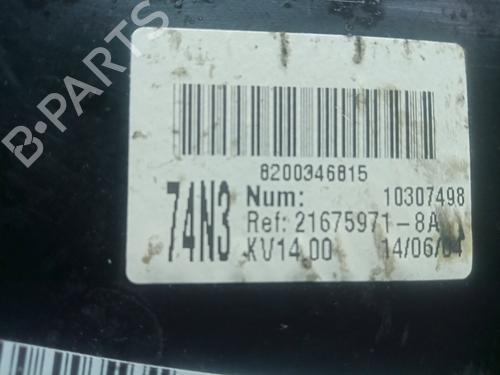 B-PARTS
8200346815
74N3
Num: 10307498
Ref: 21675971-8A
KV14.00 14/06/04